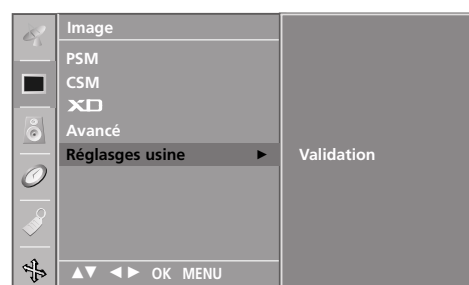 Image
PSM
CSM
XD
Avancé
Réglasges usine ► Validation
▲▼ ◄► OK MENU